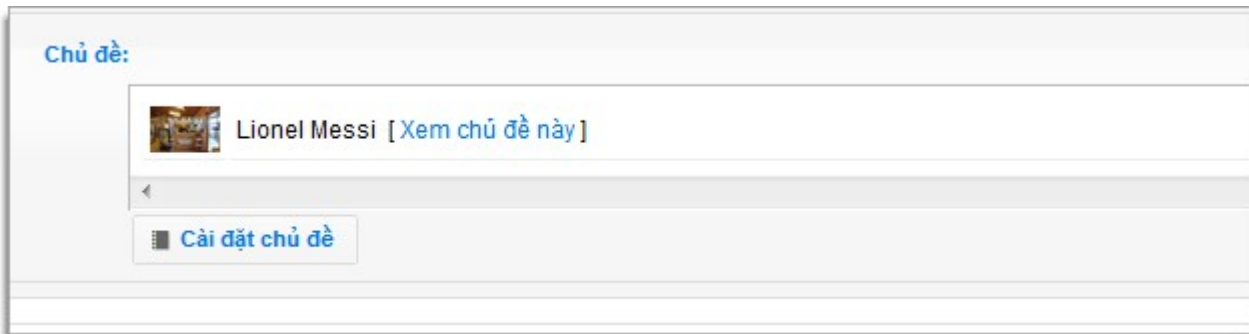 Chủ đề:
Lionel Messi [ Xem chủ đề này ]
Cài đặt chủ đề